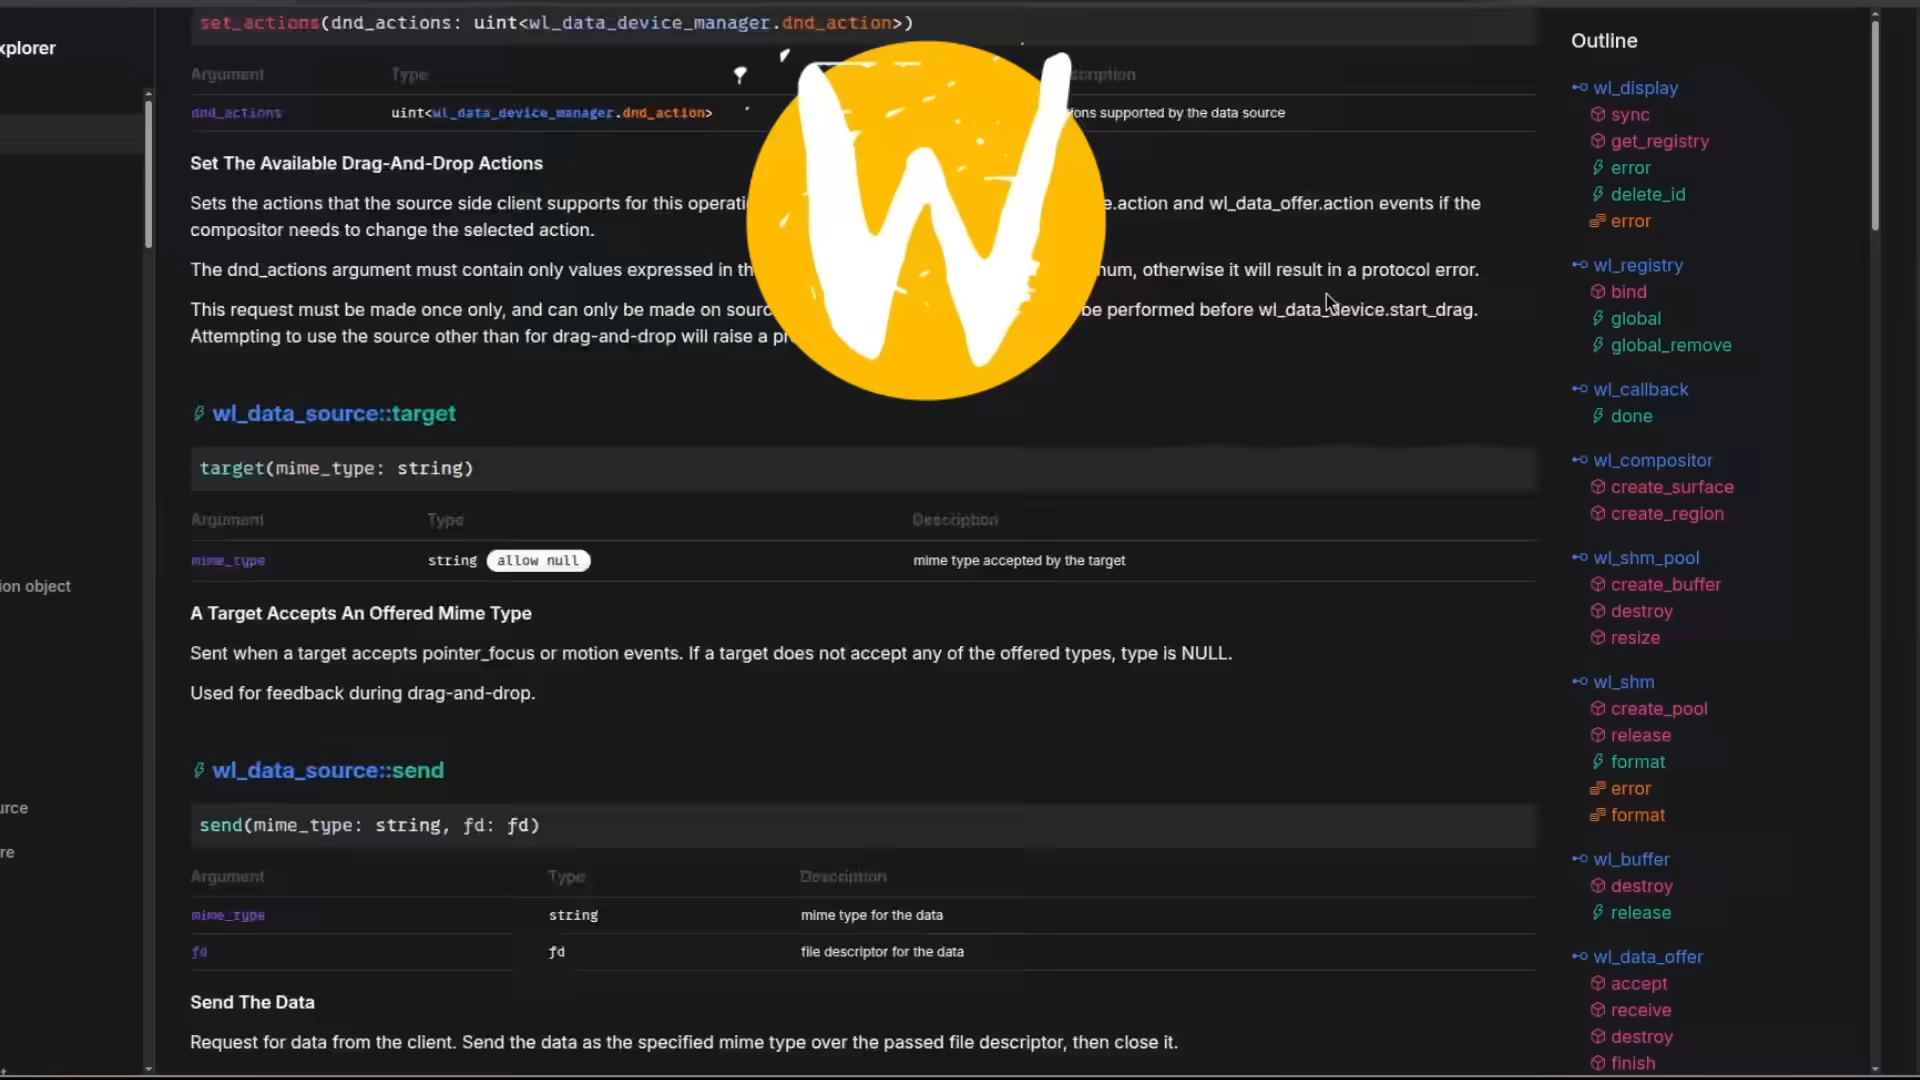 xplorer
ion object
urce
re
set_actions(dnd_actions: uint<wl_data_device_manager.dnd_action>)
Argument Type scription
dnd_actions uint<wl_data_device_manager.dnd_action> ions supported by the data source
Set The Available Drag-And-Drop Actions
Sets the actions that the source side client supports for this operati e.action and wl_data_offer.action events if the
compositor needs to change the selected action.
The dnd_actions argument must contain only values expressed in th num, otherwise it will result in a protocol error.
This request must be made once only, and can only be made on sourc be performed before wl_data_device.start_drag.
Attempting to use the source other than for drag-and-drop will raise a pr
W
wl_data_source::target
target(mime_type: string)
Argument Type Description
mime_type string allow null mime type accepted by the target
A Target Accepts An Offered Mime Type
Sent when a target accepts pointer_focus or motion events. If a target does not accept any of the offered types, type is NULL.
Used for feedback during drag-and-drop.
wl_data_source::send
send(mime_type: string, fd: fd)
Argument Type Description
mime_type string mime type for the data
fd fd file descriptor for the data
Send The Data
Request for data from the client. Send the data as the specified mime type over the passed file descriptor, then close it.
Outline
wl_display
sync
get_registry
error
delete_id
error
wl_registry
bind
global
global_remove
wl_callback
done
wl_compositor
create_surface
create_region
wl_shm_pool
create_buffer
destroy
resize
wl_shm
create_pool
release
format
error
format
wl_buffer
destroy
release
wl_data_offer
accept
receive
destroy
finish